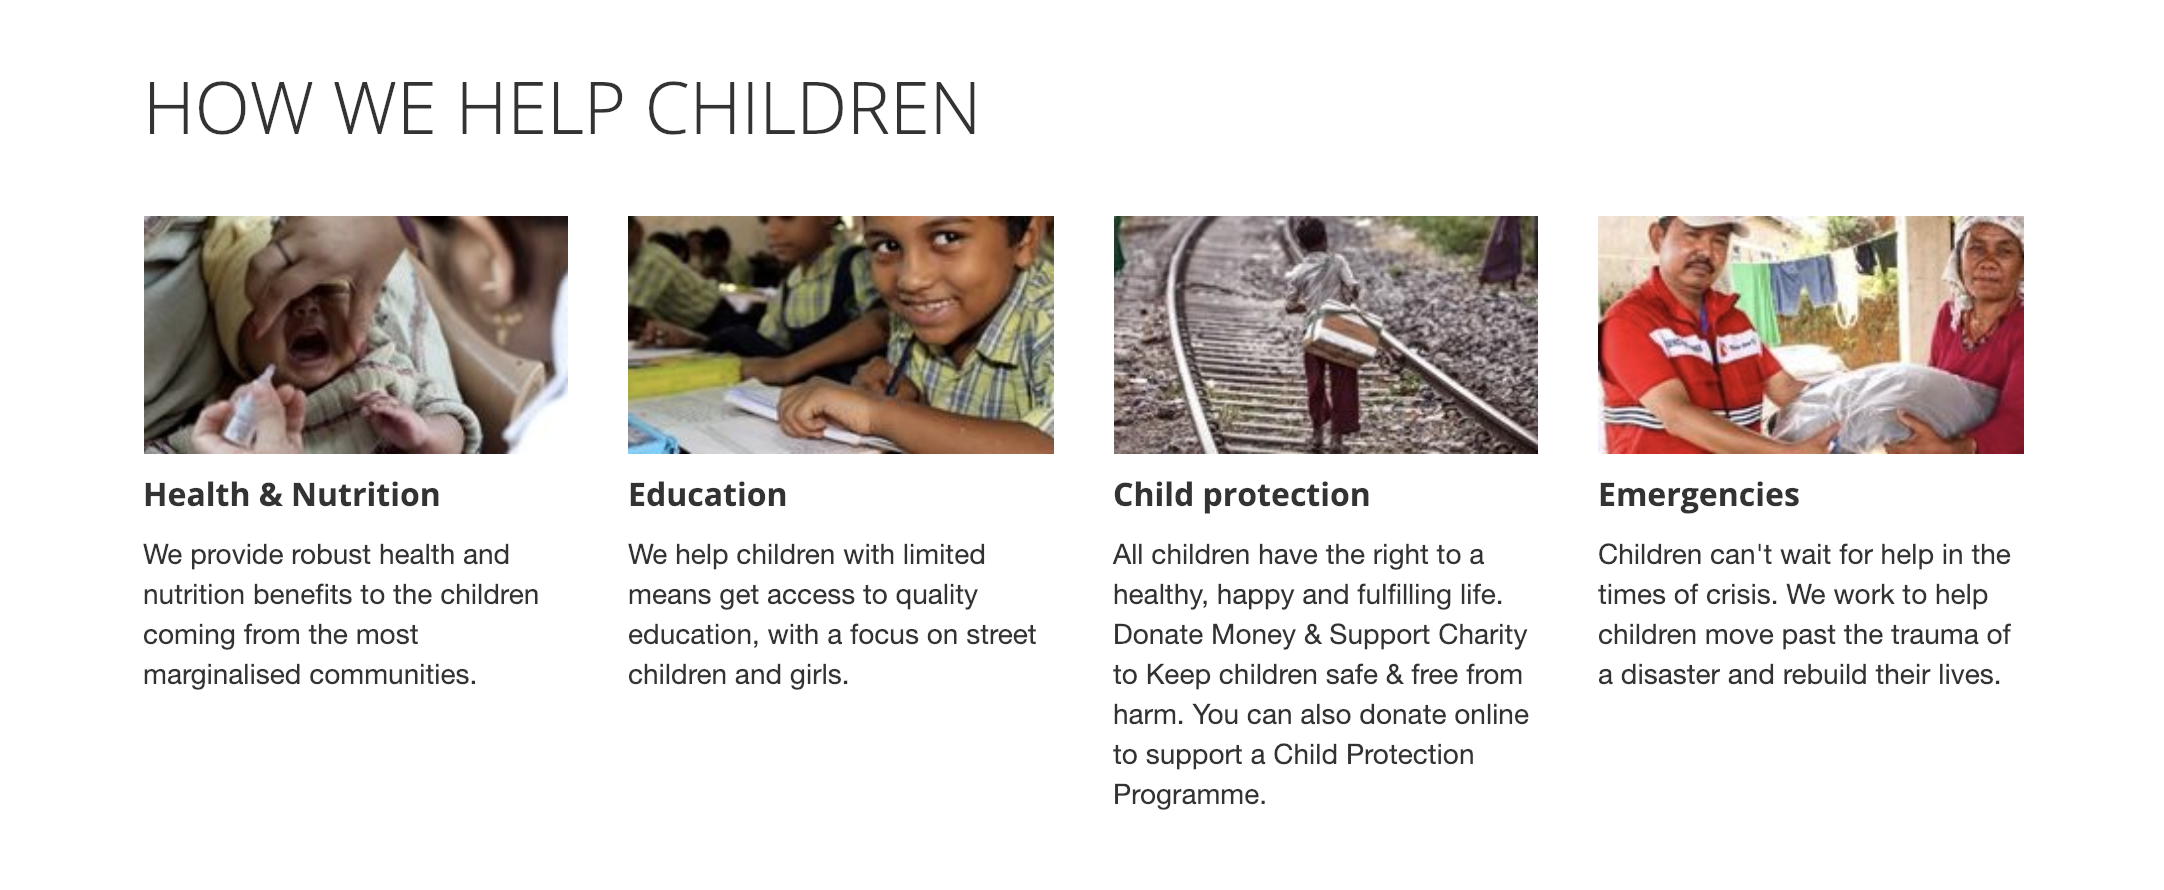 HOW WE HELP CHILDREN
Health & Nutrition
We provide robust health and
nutrition benefits to the children
coming from the most
marginalised communities.
Education
We help children with limited
means get access to quality
education, with a focus on street
children and girls.
Child protection
All children have the right to a
healthy, happy and fulfilling life.
Donate Money & Support Charity
to Keep children safe & free from
harm. You can also donate online
to support a Child Protection
Programme.
Emergencies
Children can't wait for help in the
times of crisis. We work to help
children move past the trauma of
a disaster and rebuild their lives.